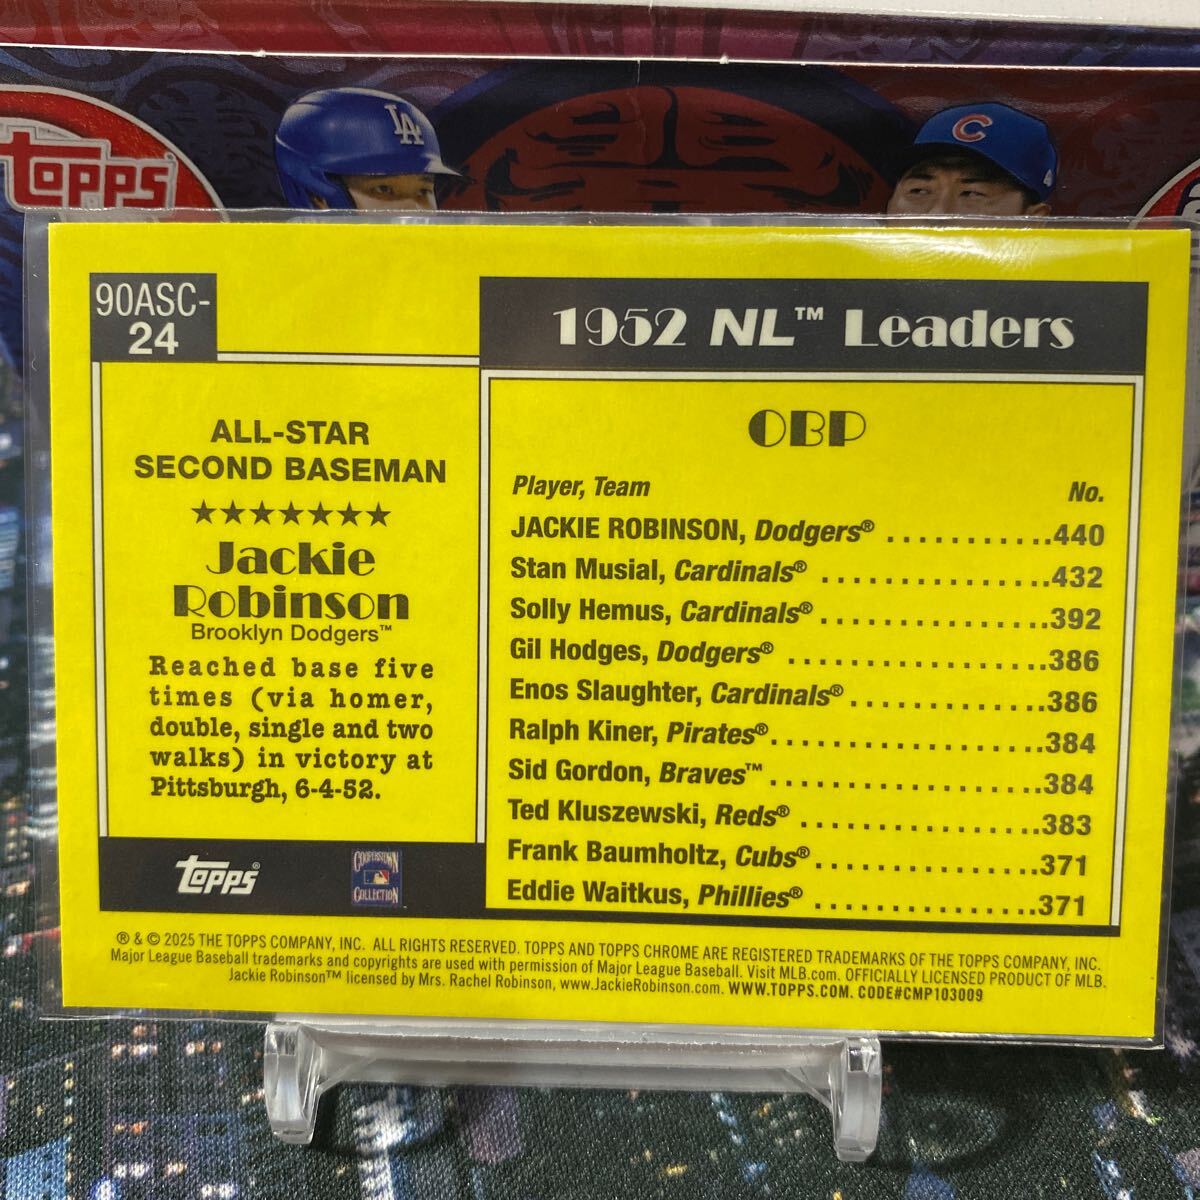 topps
LA
C
90ASC-
24
ALL-STAR
SECOND BASEMAN
★★★★★★★
Jackie
Robinson
Brooklyn Dodgers™
Reached base five
times (via homer,
double, single and two
walks) in victory at
Pittsburgh, 6-4-52.
topps®
COOPERSTOWN
COLLECTION
1952 NL™ Leaders
OBP
Player, Team No.
JACKIE ROBINSON, Dodgers® ...........440
Stan Musial, Cardinals® ...............432
Solly Hemus, Cardinals® ...............392
Gil Hodges, Dodgers® .................386
Enos Slaughter, Cardinals® .............386
Ralph Kiner, Pirates® ..................384
Sid Gordon, Braves™ ..................384
Ted Kluszewski, Reds® ................383
Frank Baumholtz, Cubs® ...............371
Eddie Waitkus, Phillies® ...............371
® & © 2025 THE TOPPS COMPANY, INC. ALL RIGHTS RESERVED. TOPPS AND TOPPS CHROME ARE REGISTERED TRADEMARKS OF THE TOPPS COMPANY, INC.
Major League Baseball trademarks and copyrights are used with permission of Major League Baseball. Visit MLB.com. OFFICIALLY LICENSED PRODUCT OF MLB.
Jackie Robinson™ licensed by Mrs. Rachel Robinson, www.JackieRobinson.com. WWW.TOPPS.COM. CODE#CMP103009